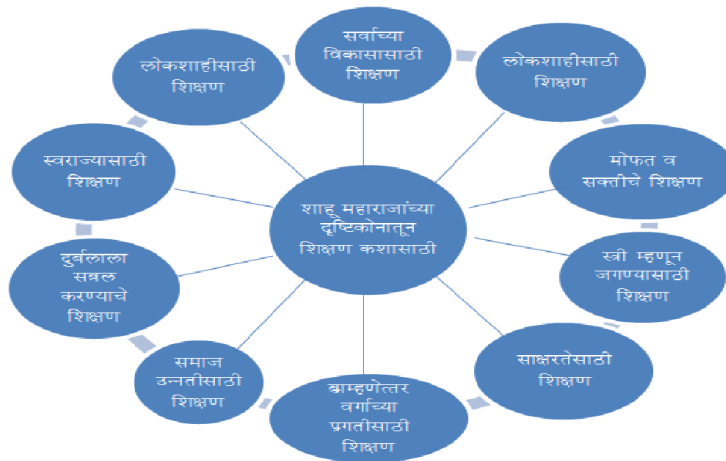 सर्वाच्या
विकासासाठी
शिक्षण
लोकशाहीसाठी
शिक्षण
मोफत व
सक्तीचे शिक्षण
स्त्री म्हणून
जगण्यासाठी
शिक्षण
साक्षरतेसाठी
शिक्षण
ब्राम्हणेत्तर
वर्गाच्या
प्रगतीसाठी
शिक्षण
समाज
उन्नतीसाठी
शिक्षण
दुर्बलाला
सबल
करण्याचे
शिक्षण
स्वराज्यासाठी
शिक्षण
लोकशाहीसाठी
शिक्षण
शाहू महाराजांच्या
दृष्टिकोनातून
शिक्षण कशासाठी